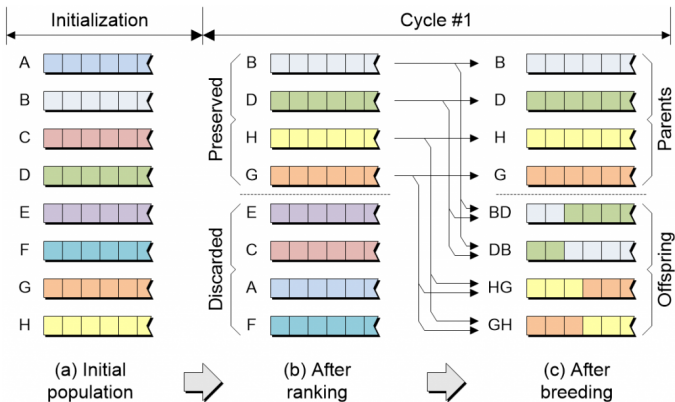 Initialization
Cycle #1
A
B
C
D
E
F
G
H
Preserved
Discarded
B
D
H
G
E
C
A
F
B
D
H
G
BD
DB
HG
GH
Parents
Offspring
(a) Initial
population
(b) After
ranking
(c) After
breeding